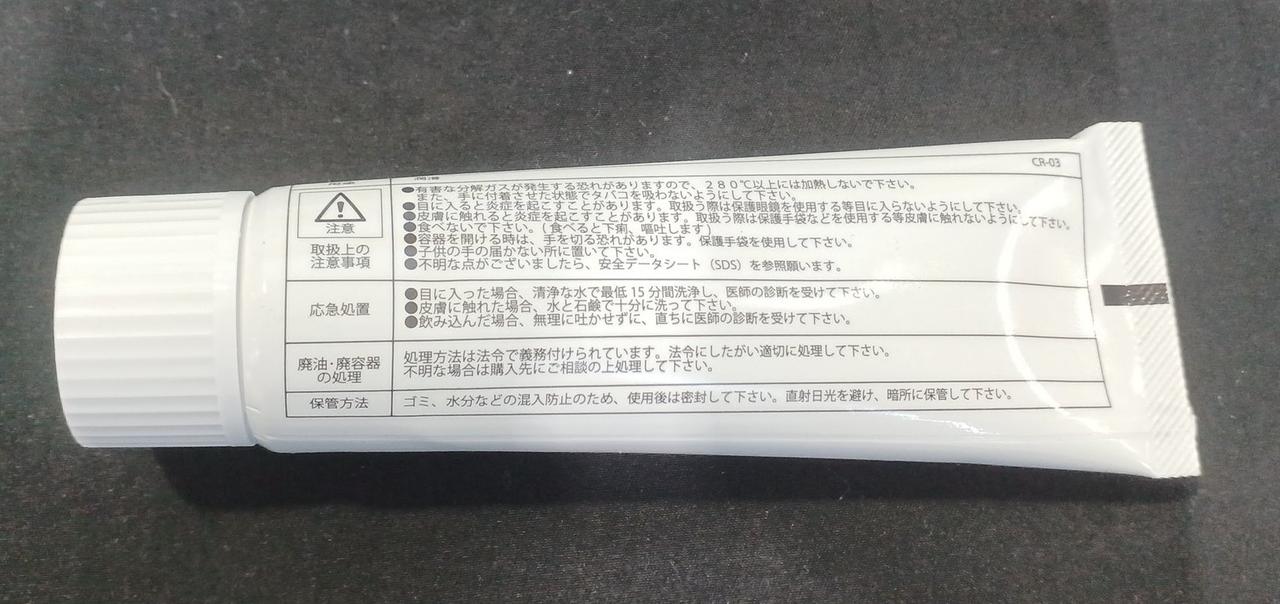 CR-03
潤滑
注意
取扱上の
注意事項
●有害な分解ガスが発生する恐れがありますので、280℃以上には加熱しないで下さい。
また、手に付着させた状態でタバコを吸わないようにして下さい。
●目に入ると炎症を起こすことがあります。取扱う際は保護眼鏡を使用する等目に入らないようにして下さい。
●皮膚に触れると炎症を起こすことがあります。取扱う際は保護手袋などを使用する等皮膚に触れないようにして下さい。
●食べないで下さい。(食べると下痢、嘔吐します)
●容器を開ける時は、手を切る恐れがあります。保護手袋を使用して下さい。
●子供の手の届かない所に置いて下さい。
●不明な点がございましたら、安全データシート(SDS)を参照願います。
応急処置
●目に入った場合、清浄な水で最低15分間洗浄し、医師の診断を受けて下さい。
●皮膚に触れた場合、水と石鹸で十分に洗って下さい。
●飲み込んだ場合、無理に吐かせずに、直ちに医師の診断を受けて下さい。
廃油・廃容器
の処理
処理方法は法令で義務付けられています。法令にしたがい適切に処理して下さい。
不明な場合は購入先にご相談の上処理して下さい。
保管方法
ゴミ、水分などの混入防止のため、使用後は密封して下さい。直射日光を避け、暗所に保管して下さい。